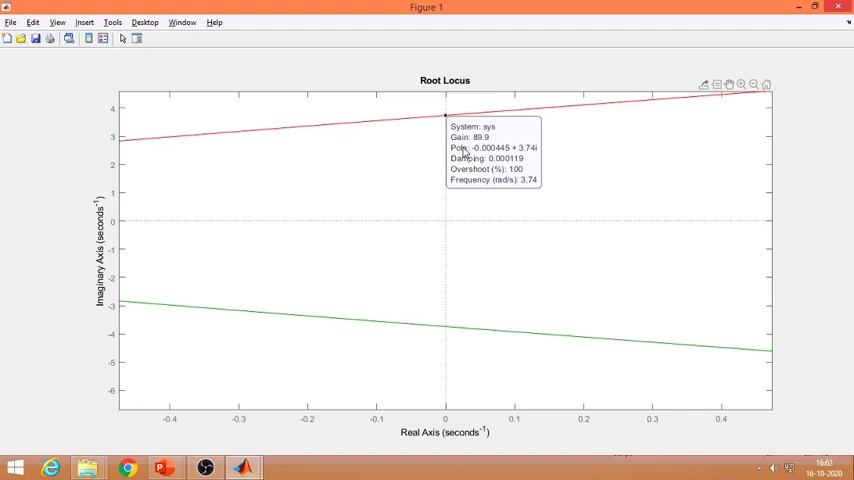 Figure 1
File Edit View Insert Tools Desktop Window Help
Root Locus
System: sys
Gain: 89.9
Pole: -0.000445 + 3.74i
Damping: 0.000119
Overshoot (%): 100
Frequency (rad/s): 3.74
4
3
2
1
0
-1
-2
-3
-4
-5
-6
Imaginary Axis (seconds-1)
-0.4 -0.3 -0.2 -0.1 0 0.1 0.2 0.3 0.4
Real Axis (seconds-1)
16:02
16-10-2020